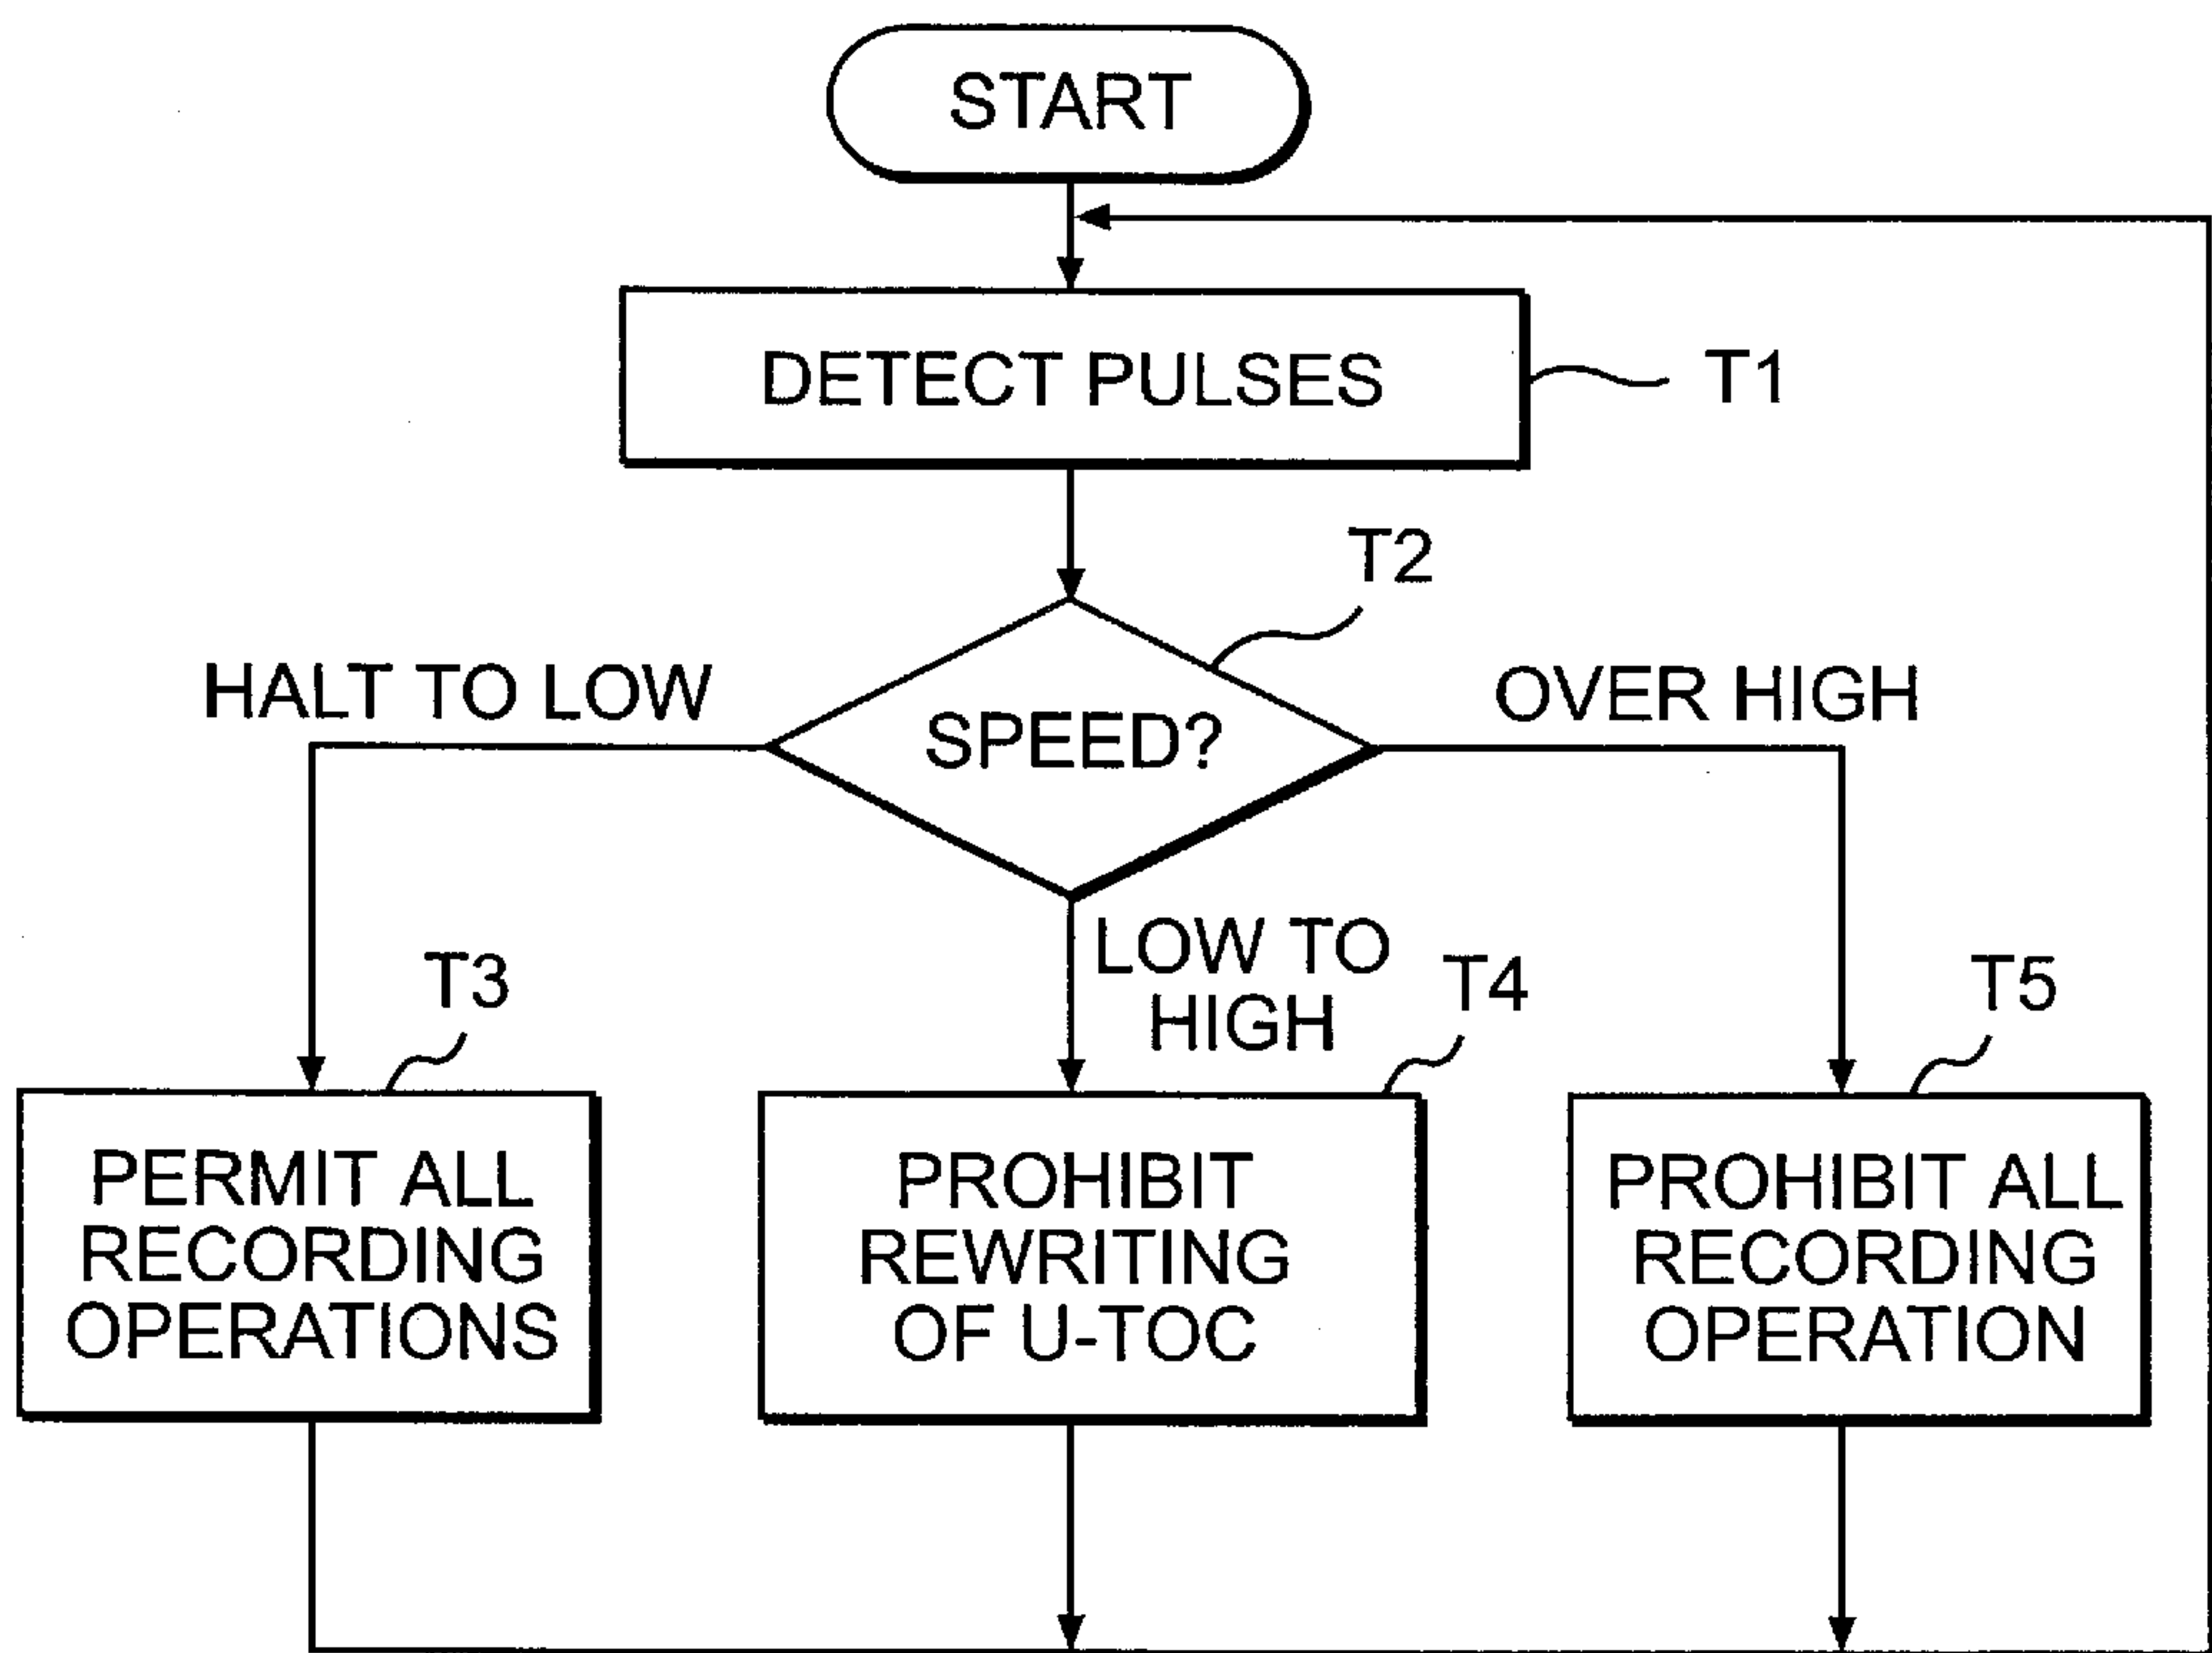 START
DETECT PULSES
T1
T2
HALT TO LOW
SPEED?
OVER HIGH
LOW TO
HIGH
T3
T4
T5
PERMIT ALL
RECORDING
OPERATIONS
PROHIBIT
REWRITING
OF U-TOC
PROHIBIT ALL
RECORDING
OPERATION